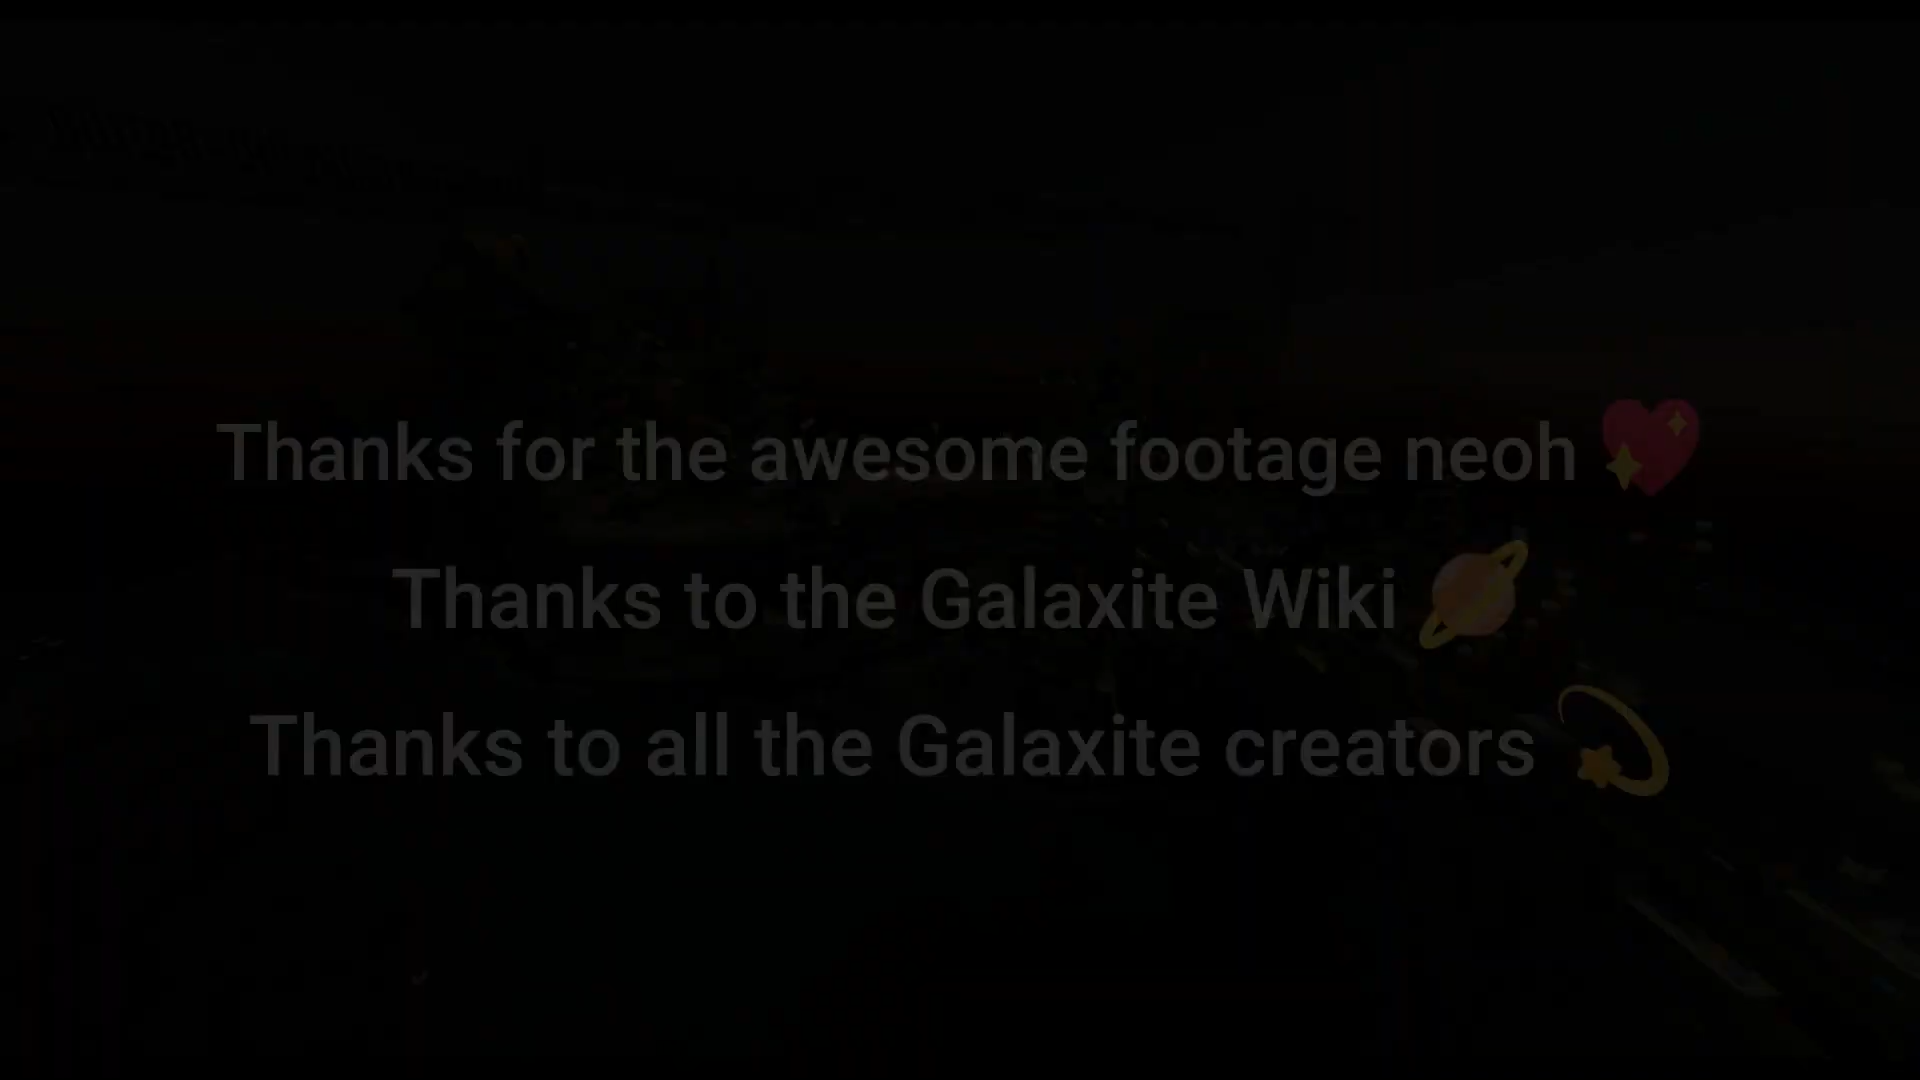 Thanks for the awesome footage neoh 💖
Thanks to the Galaxite Wiki 🪐
Thanks to all the Galaxite creators 💫